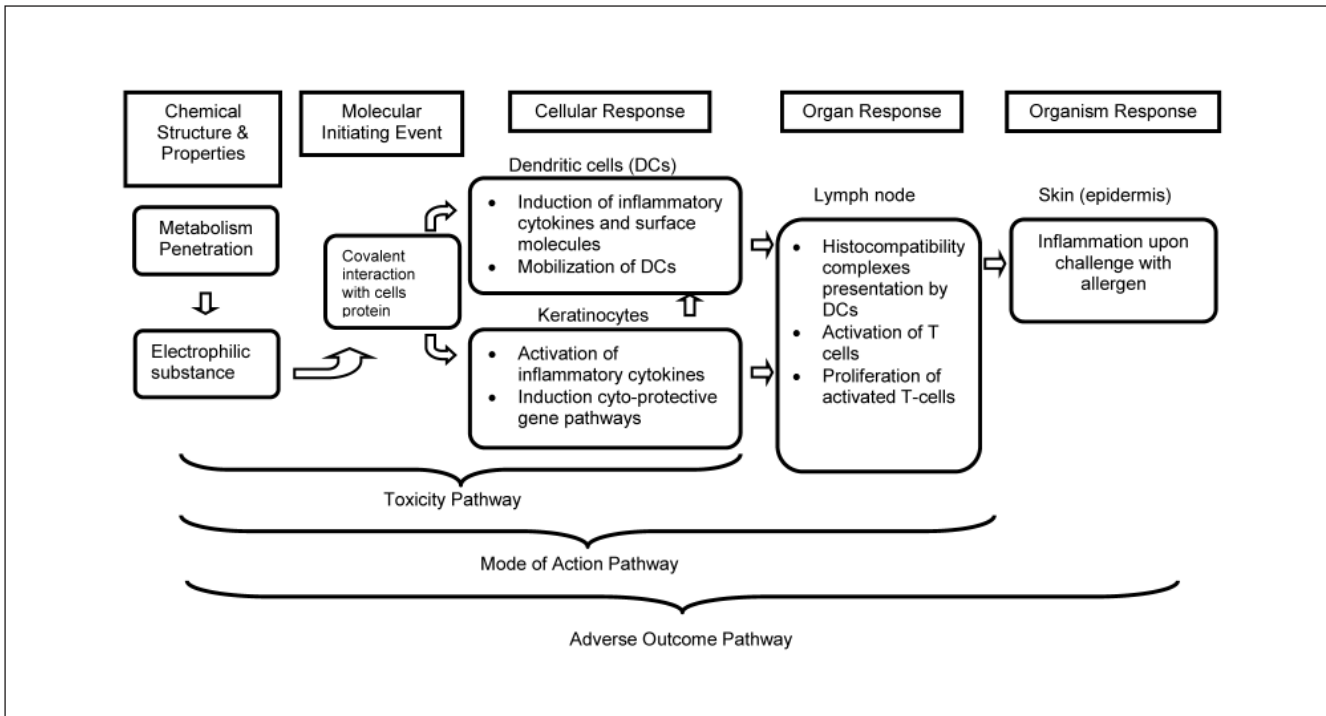 Chemical
Structure &
Properties
Molecular
Initiating Event
Cellular Response
Organ Response
Organism Response
Metabolism
Penetration
Electrophilic
substance
Covalent
interaction
with cells
protein
Dendritic cells (DCs)
• Induction of inflammatory
cytokines and surface
molecules
• Mobilization of DCs
Keratinocytes
• Activation of
inflammatory cytokines
• Induction cyto-protective
gene pathways
Lymph node
• Histocompatibility
complexes
presentation by
DCs
• Activation of T
cells
• Proliferation of
activated T-cells
Skin (epidermis)
Inflammation upon
challenge with
allergen
Toxicity Pathway
Mode of Action Pathway
Adverse Outcome Pathway